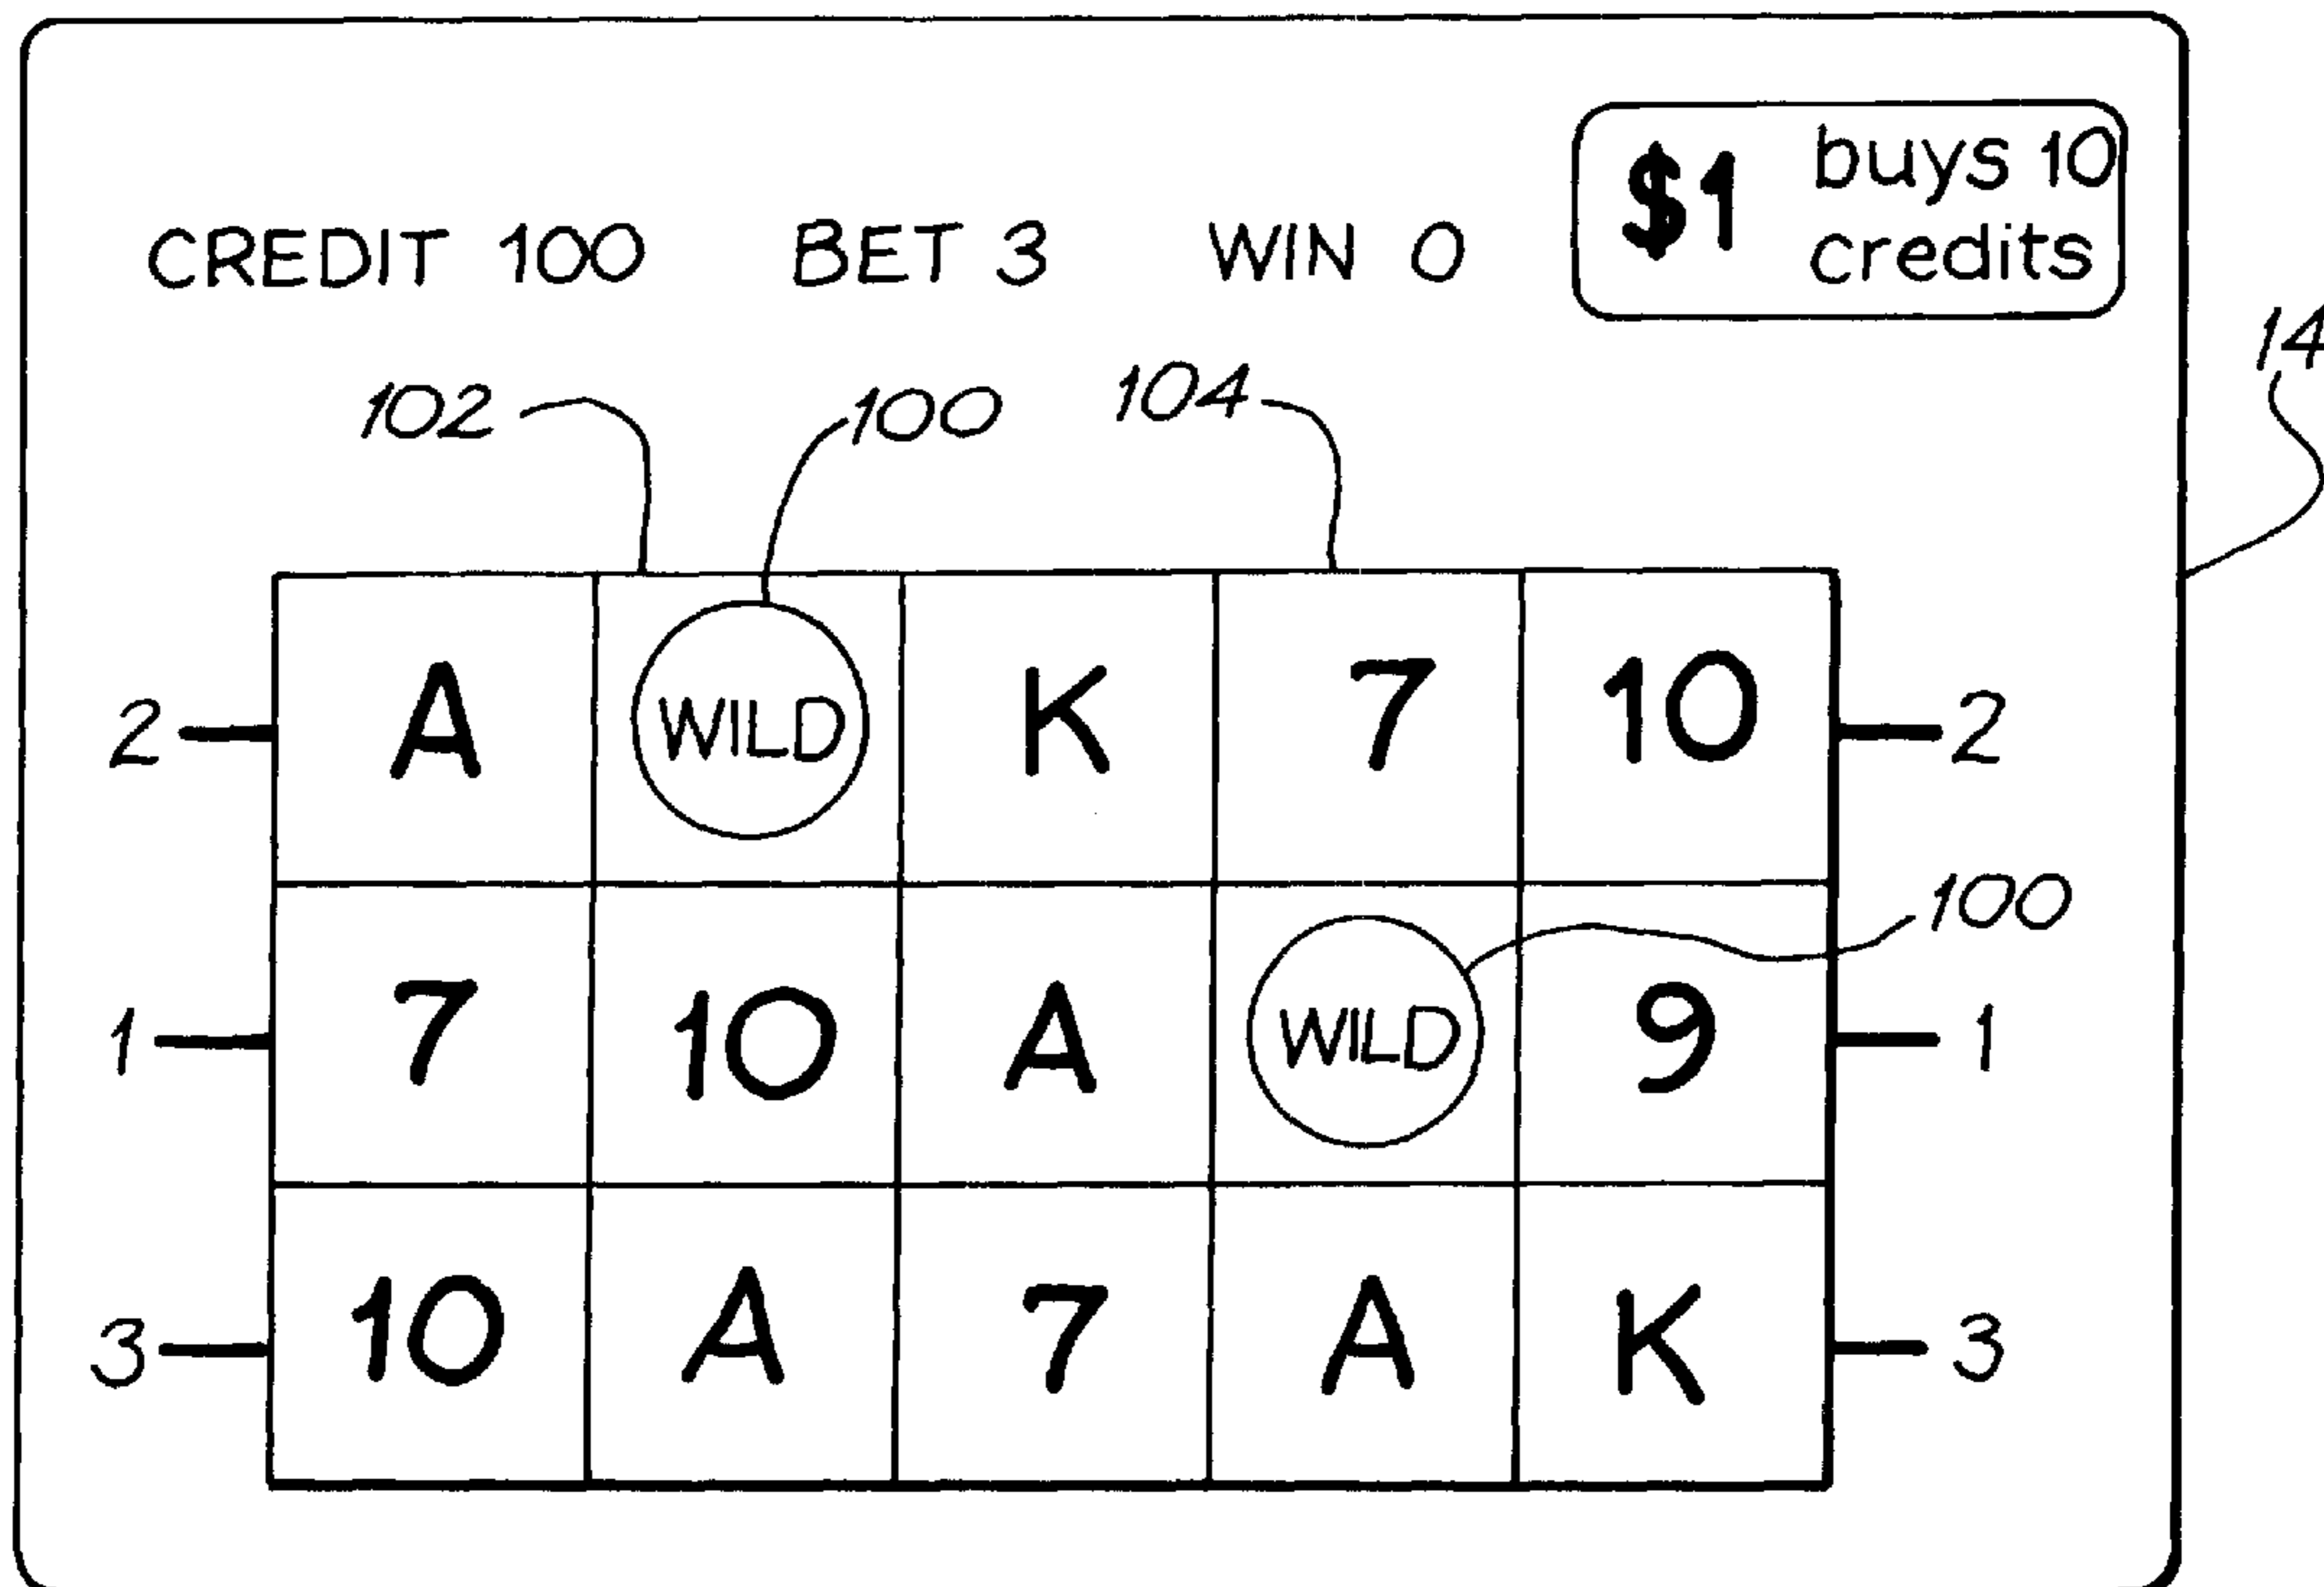 $1 buys 10
credits
CREDIT 100 BET 3 WIN 0
14
102 100 104
2 A WILD K 7 10 2
100
1 7 10 A WILD 9 1
3 10 A 7 A K 3